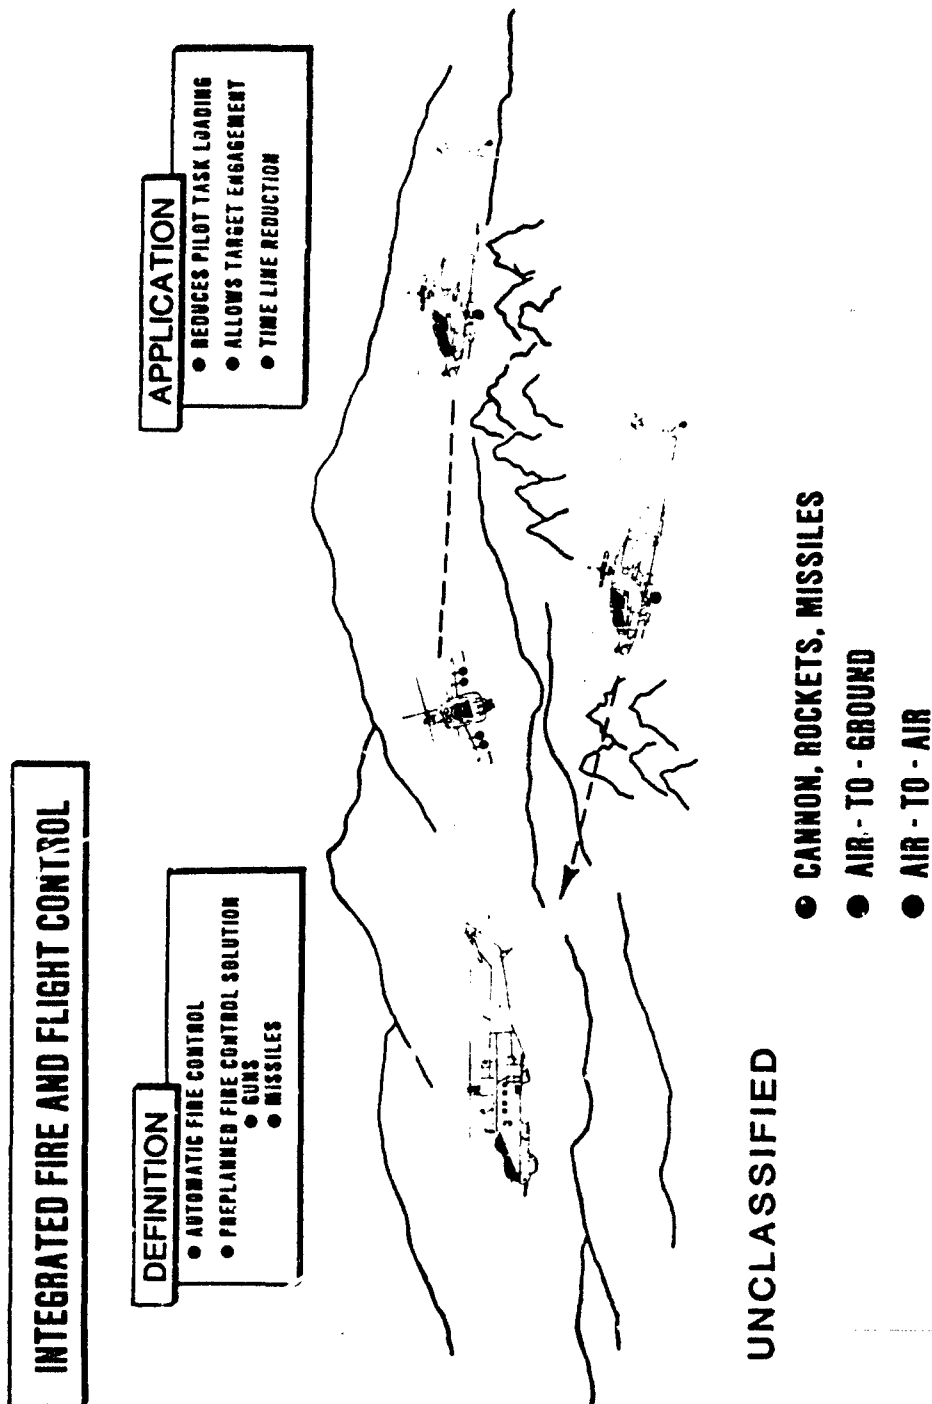 INTEGRATED FIRE AND FLIGHT CONTROL
DEFINITION
● AUTOMATIC FIRE CONTROL
● PREPLANNED FIRE CONTROL SOLUTION
● GUNS
● MISSILES
APPLICATION
● REDUCES PILOT TASK LOADING
● ALLOWS TARGET ENGAGEMENT
● TIME LINE REDUCTION
UNCLASSIFIED
● CANNON, ROCKETS, MISSILES
● AIR - TO - GROUND
● AIR - TO - AIR